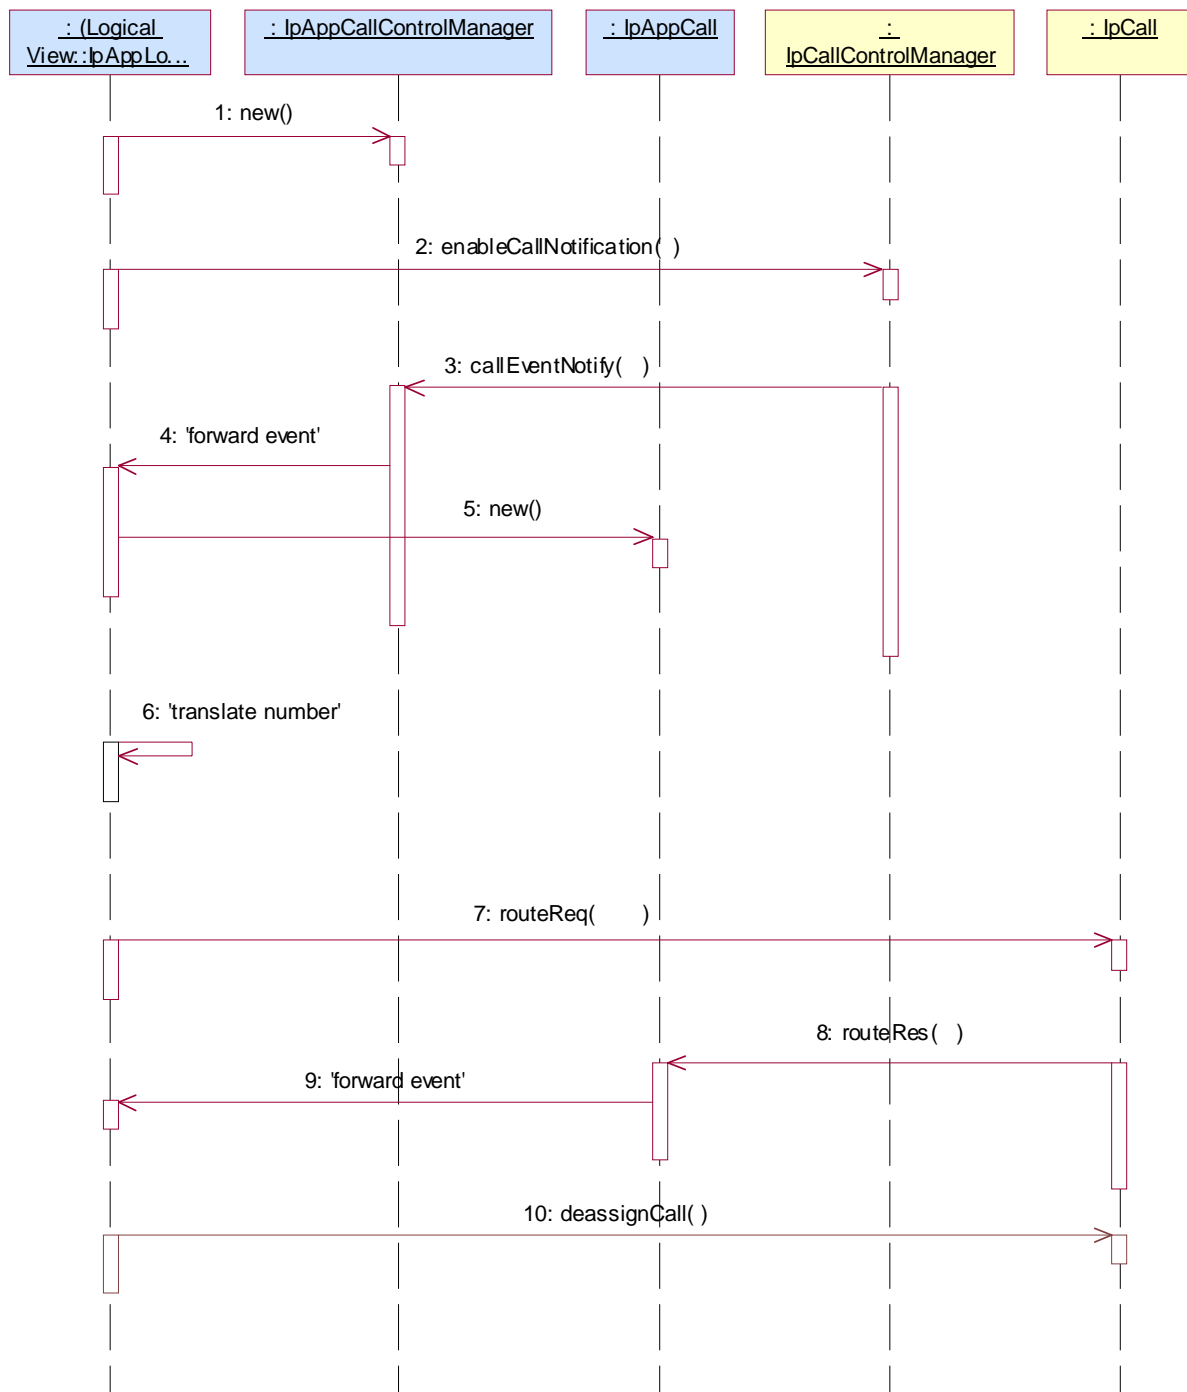 : (Logical
View::IpAppLo...
: IpAppCallControlManager
: IpAppCall
:
IpCallControlManager
: IpCall
1: new()
2: enableCallNotification( )
3: callEventNotify( )
4: 'forward event'
5: new()
6: 'translate number'
7: routeReq( )
8: routeRes( )
9: 'forward event'
10: deassignCall( )